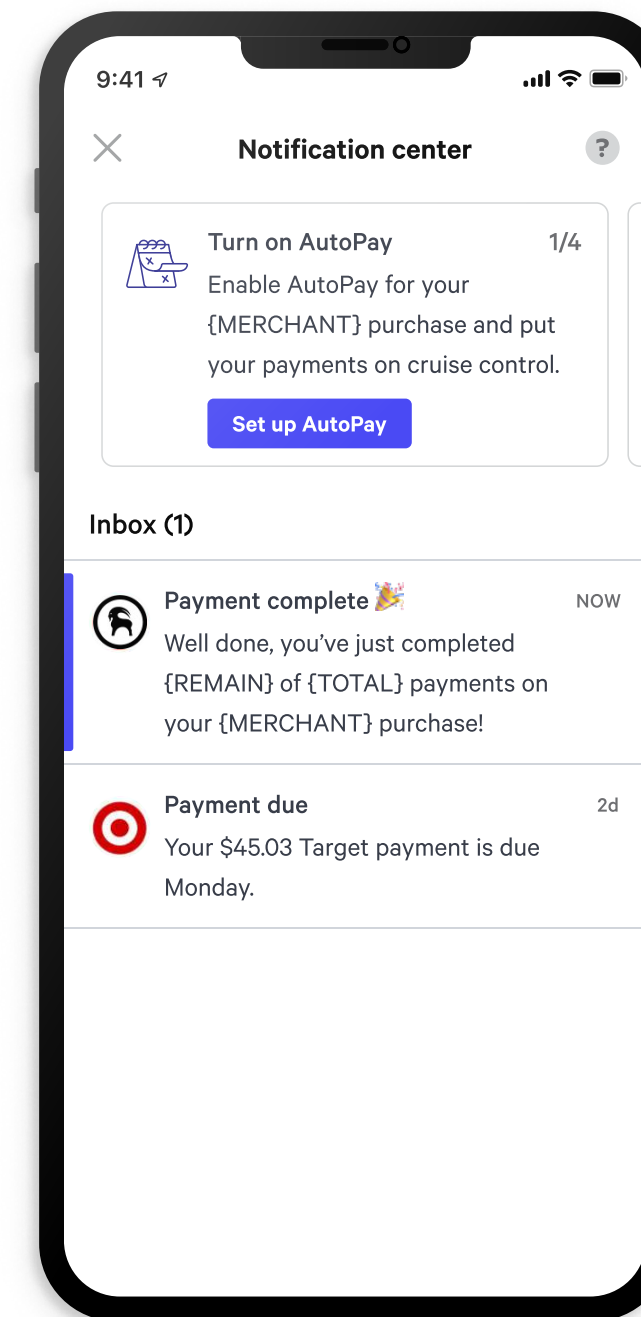 9:41
Notification center
?
Turn on AutoPay
1/4
Enable AutoPay for your
{MERCHANT} purchase and put
your payments on cruise control.
Set up AutoPay
Inbox (1)
Payment complete 🎉
NOW
Well done, you’ve just completed
{REMAIN} of {TOTAL} payments on
your {MERCHANT} purchase!
Payment due
2d
Your $45.03 Target payment is due
Monday.